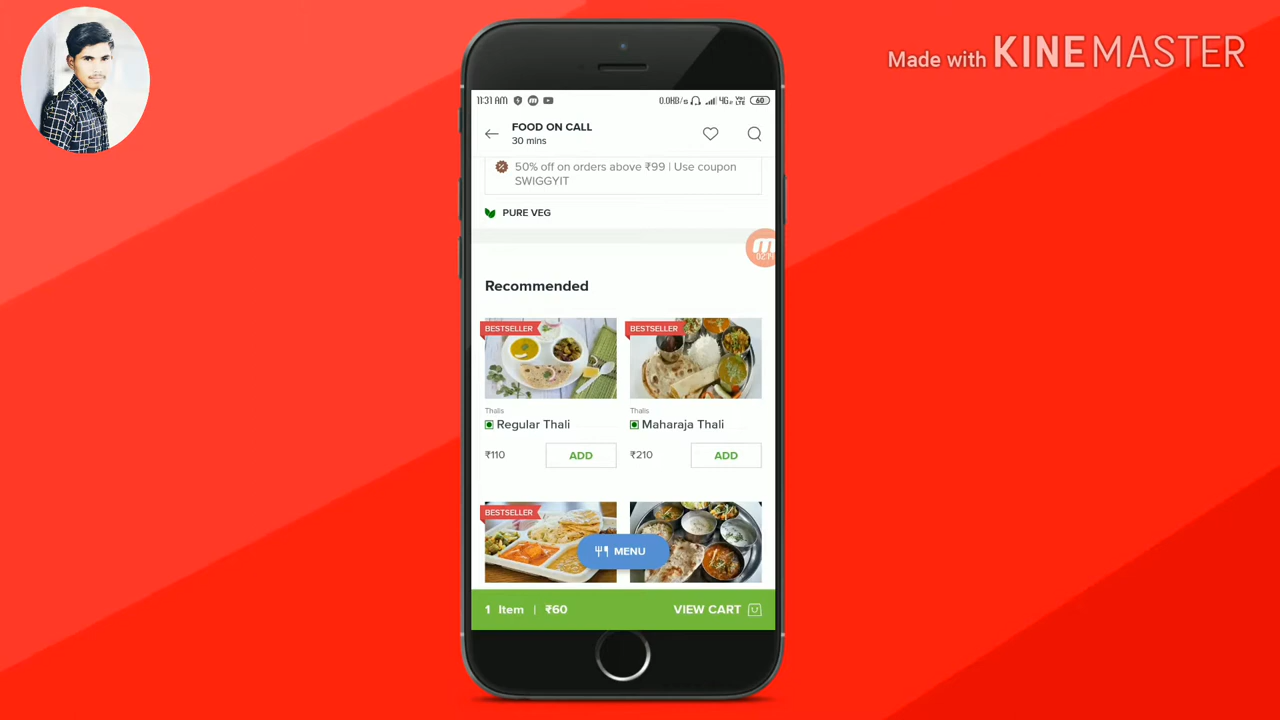 Made with KINEMASTER
11:31 AM
0.0KB/s 4G 60
FOOD ON CALL
30 mins
50% off on orders above ₹99 | Use coupon
SWIGGYIT
PURE VEG
Recommended
BESTSELLER BESTSELLER
Thalis Thalis
Regular Thali Maharaja Thali
₹110 ADD ₹210 ADD
BESTSELLER
MENU
1 Item | ₹60 VIEW CART